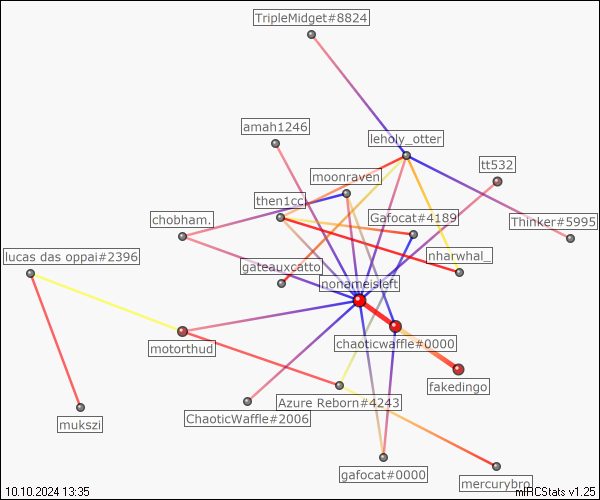 TripleMidget#8824
amah1246
leholy_otter
tt532
moonraven
then1cci
chobham.
Gafocat#4189
Thinker#5995
lucas das oppai#2396
nharwhal_
gateauxcatto
nonameisleft
motorthud
chaoticwaffle#0000
fakedingo
Azure Reborn#4243
ChaoticWaffle#2006
mukszi
gafocat#0000
mercurybro
10.10.2024 13:35
mIRCStats v1.25